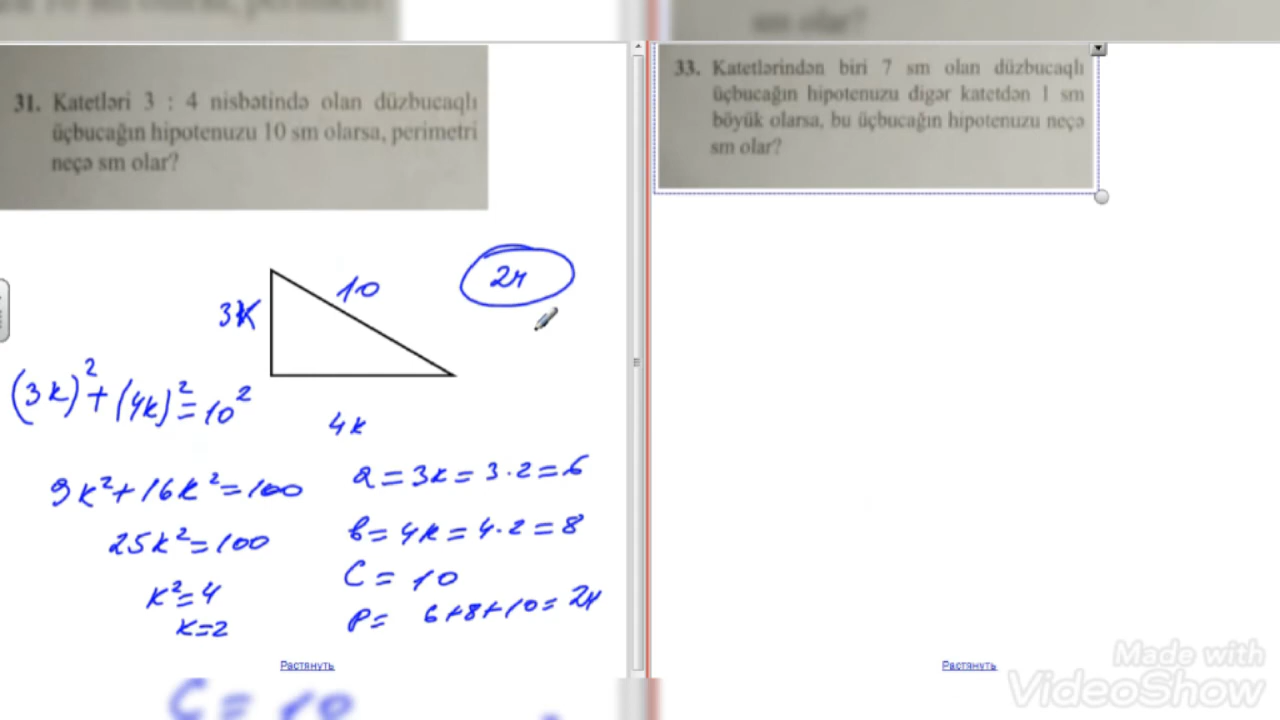 31. Katetləri 3 : 4 nisbətində olan düzbucaqlı
üçbucağın hipotenuzu 10 sm olarsa, perimetri
neçə sm olar?
3K
10
24
4k
(3k)²+(4k)²=10²
9k²+16k²=100
25k²=100
k²=4
k=2
a=3k=3·2=6
b=4k=4·2=8
C=10
P= 6+8+10=24
Растянуть
33. Katetlərindən biri 7 sm olan düzbucaqlı
üçbucağın hipotenuzu digər katetdən 1 sm
böyük olarsa, bu üçbucağın hipotenuzu neçə
sm olar?
Растянуть
sm olar?
C = 10
Made with
VideoShow